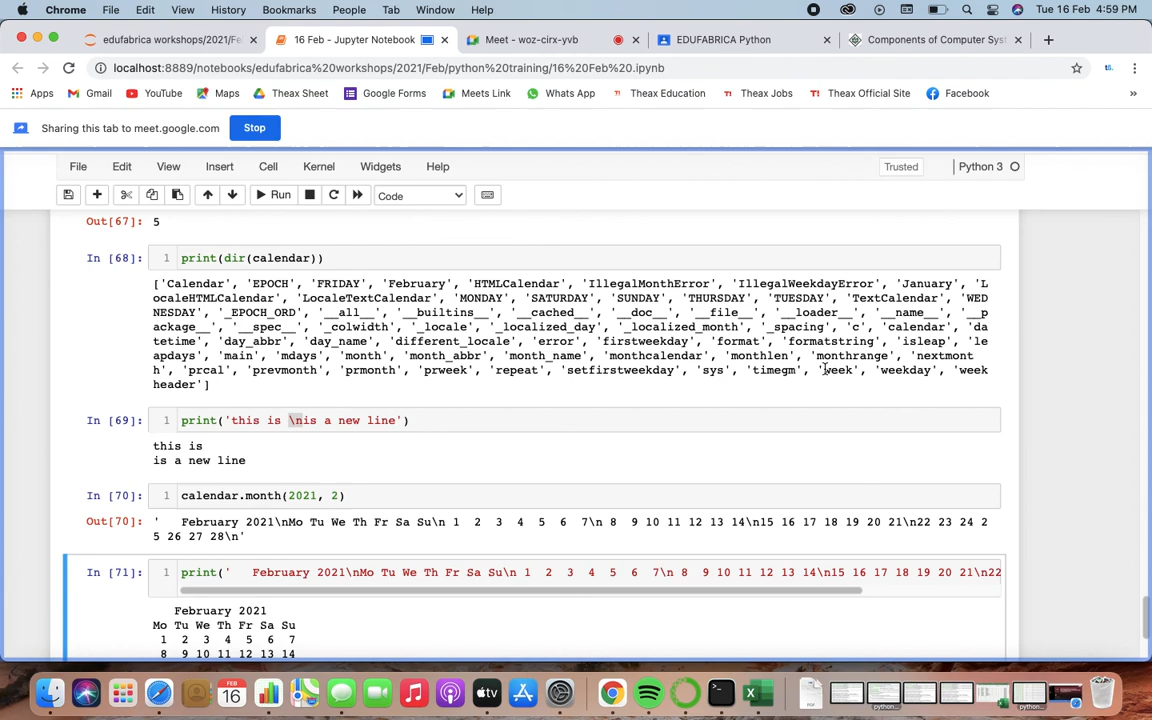 Chrome File Edit View History Bookmarks People Tab Window Help Tue 16 Feb 4:59 PM
edufabrica workshops/2021/Fe 16 Feb - Jupyter Notebook Meet - woz-cirx-yvb EDUFABRICA Python Components of Computer Sys
localhost:8889/notebooks/edufabrica%20workshops/2021/Feb/python%20training/16%20Feb%20.ipynb
Apps Gmail YouTube Maps Theax Sheet Google Forms Meets Link Whats App Theax Education Theax Jobs Theax Official Site Facebook »
Sharing this tab to meet.google.com Stop
File Edit View Insert Cell Kernel Widgets Help Trusted Python 3
Run Code
Out[67]: 5
In [68]: 1 print(dir(calendar))
['Calendar', 'EPOCH', 'FRIDAY', 'February', 'HTMLCalendar', 'IllegalMonthError', 'IllegalWeekdayError', 'January', 'L
ocaleHTMLCalendar', 'LocaleTextCalendar', 'MONDAY', 'SATURDAY', 'SUNDAY', 'THURSDAY', 'TUESDAY', 'TextCalendar', 'WED
NESDAY', '_EPOCH_ORD', '__all__', '__builtins__', '__cached__', '__doc__', '__file__', '__loader__', '__name__', '__p
ackage__', '__spec__', '_colwidth', '_locale', '_localized_day', '_localized_month', '_spacing', 'c', 'calendar', 'da
tetime', 'day_abbr', 'day_name', 'different_locale', 'error', 'firstweekday', 'format', 'formatstring', 'isleap', 'le
apdays', 'main', 'mdays', 'month', 'month_abbr', 'month_name', 'monthcalendar', 'monthlen', 'monthrange', 'nextmont
h', 'prcal', 'prevmonth', 'prmonth', 'prweek', 'repeat', 'setfirstweekday', 'sys', 'timegm', 'week', 'weekday', 'week
header']
In [69]: 1 print('this is \nis a new line')
this is
is a new line
In [70]: 1 calendar.month(2021, 2)
Out[70]: '   February 2021\nMo Tu We Th Fr Sa Su\n 1  2  3  4  5  6  7\n 8  9 10 11 12 13 14\n15 16 17 18 19 20 21\n22 23 24 2
5 26 27 28\n'
In [71]: 1 print('   February 2021\nMo Tu We Th Fr Sa Su\n 1  2  3  4  5  6  7\n 8  9 10 11 12 13 14\n15 16 17 18 19 20 21\n22
February 2021
Mo Tu We Th Fr Sa Su
1 2 3 4 5 6 7
8 9 10 11 12 13 14
FEB
16